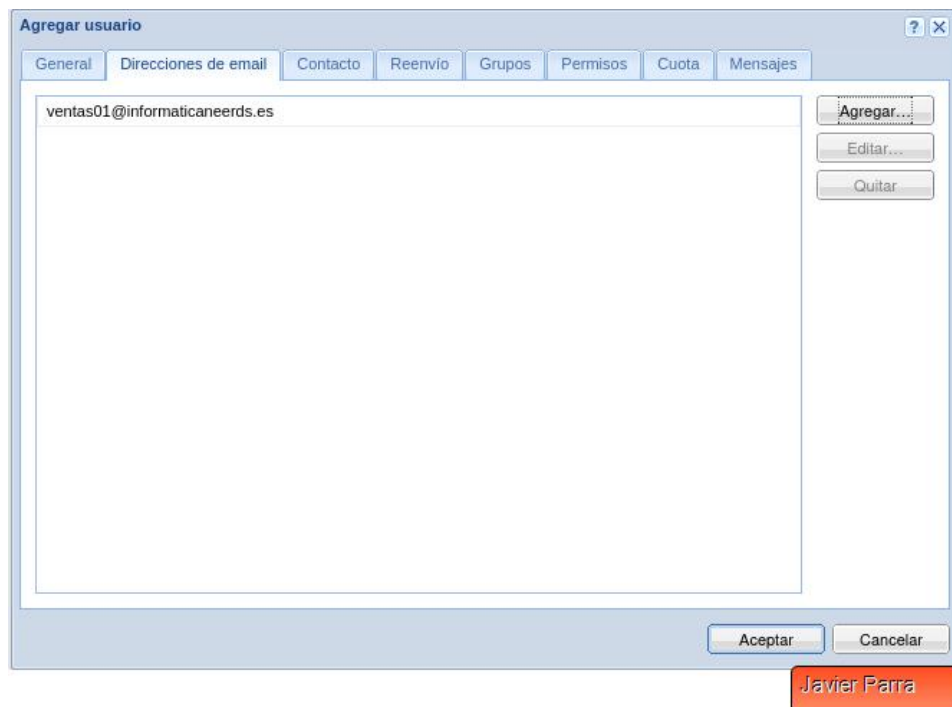 Agregar usuario
? X
General Direcciones de email Contacto Reenvío Grupos Permisos Cuota Mensajes
ventas01@informaticaneerds.es
Agregar...
Editar...
Quitar
Aceptar Cancelar
Javier Parra